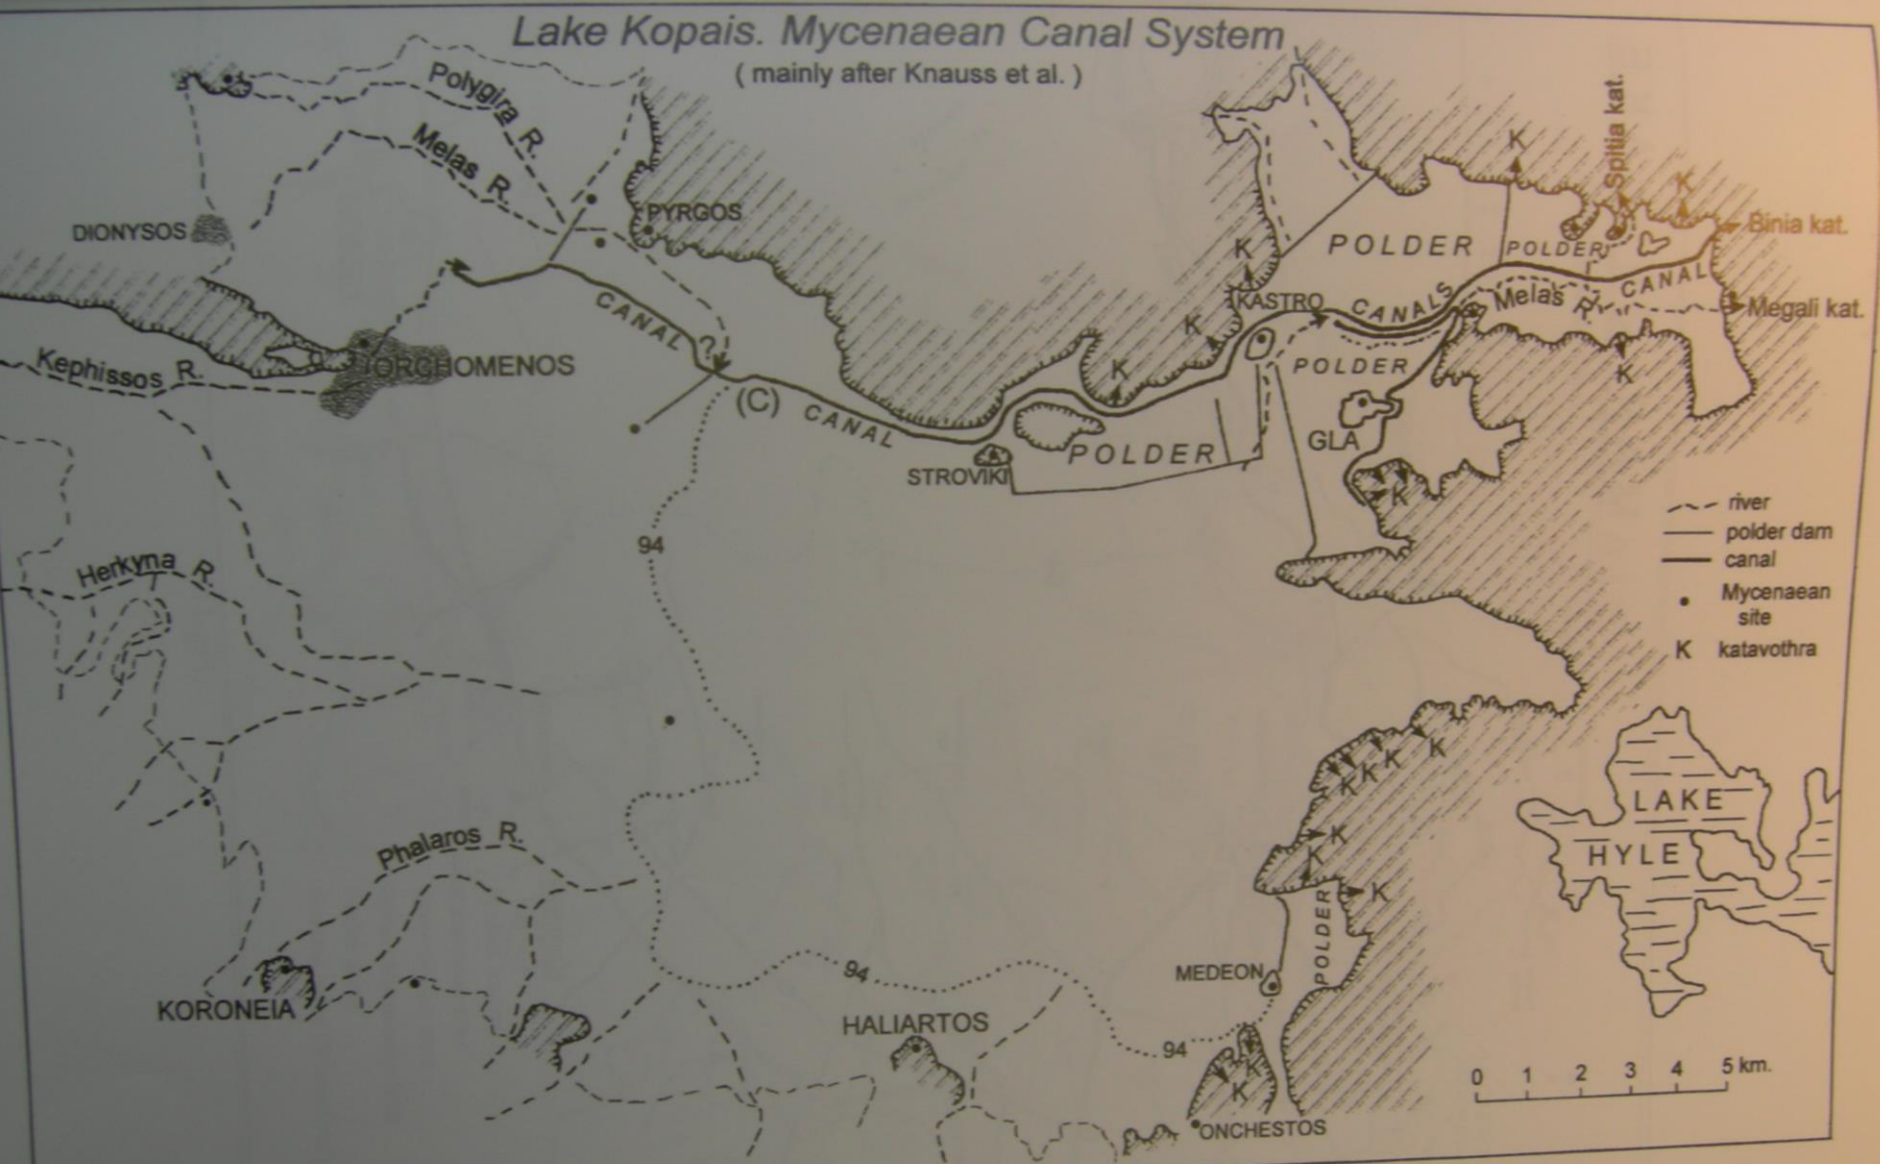 Lake Kopais. Mycenaean Canal System
( mainly after Knauss et al. )
Polygira R.
Melas R.
DIONYSOS
PYRGOS
Kephissos R.
ORCHOMENOS
CANAL
?
(C)
CANAL
STROVIKI
POLDER
K
K
K
KASTRO
CANALS
POLDER
POLDER
K
Spitia kat.
K
Binia kat.
CANAL
Melas R.
Megali kat.
K
POLDER
GLA
K
94
Herkyna R.
river
polder dam
canal
Mycenaean
site
K katavothra
K
K
K
K
K
K
K
POLDER
LAKE
HYLE
Phalaros R.
KORONEIA
94
HALIARTOS
MEDEON
94
K
K
ONCHESTOS
0 1 2 3 4 5 km.